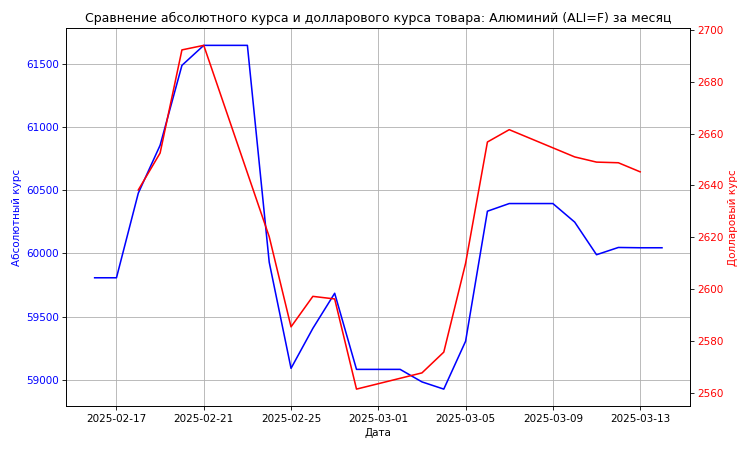 Сравнение абсолютного курса и долларового курса товара: Алюминий (ALI=F) за месяц
Абсолютный курс
61500
61000
60500
60000
59500
59000
2700
2680
2660
2640
2620
2600
2580
2560
Долларовый курс
2025-02-17 2025-02-21 2025-02-25 2025-03-01 2025-03-05 2025-03-09 2025-03-13
Дата